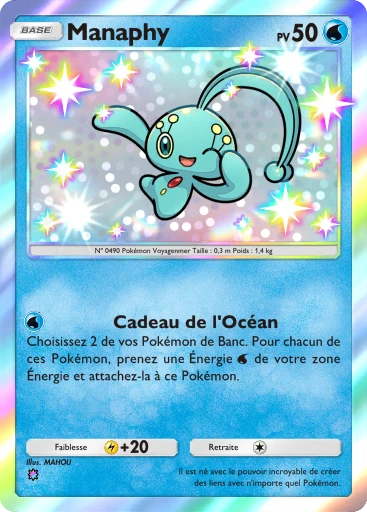 BASE Manaphy PV 50
N° 0490 Pokémon Voyagenmer Taille : 0,3 m Poids : 1,4 kg
Cadeau de l'Océan
Choisissez 2 de vos Pokémon de Banc. Pour chacun de
ces Pokémon, prenez une Énergie de votre zone
Énergie et attachez-la à ce Pokémon.
Faiblesse +20 Retraite
Illus. MAHOU
Il est né avec le pouvoir incroyable de créer
des liens avec n'importe quel Pokémon.